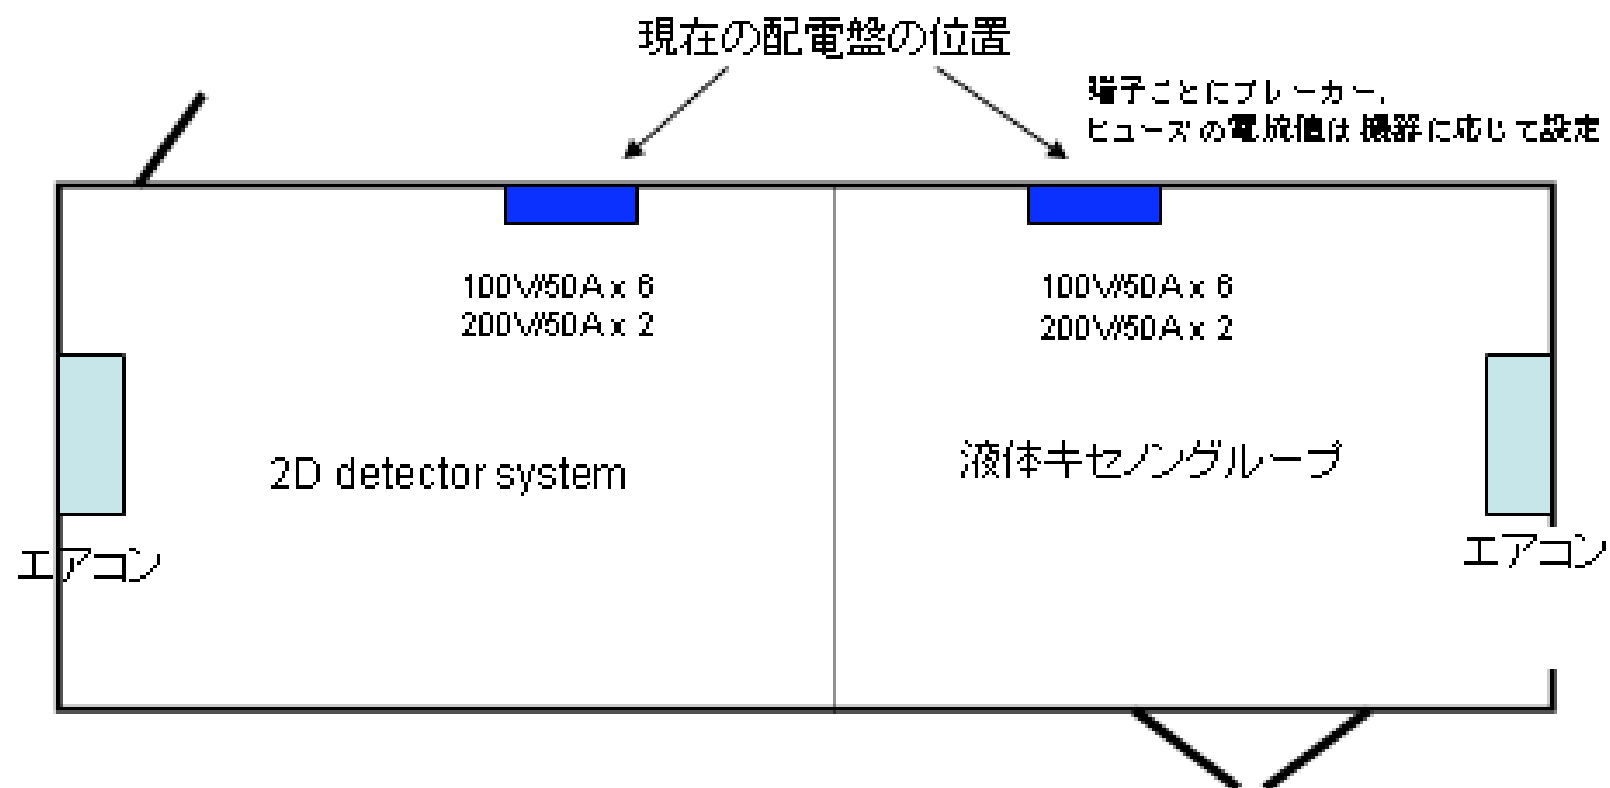 現在の配電盤の位置
端子ごとにブレーカー、
ヒューズの電流値は機器に応じて設定
100V/50A x 6
200V/50A x 2
100V/50A x 6
200V/50A x 2
2D detector system
液体キセノングループ
エアコン
エアコン